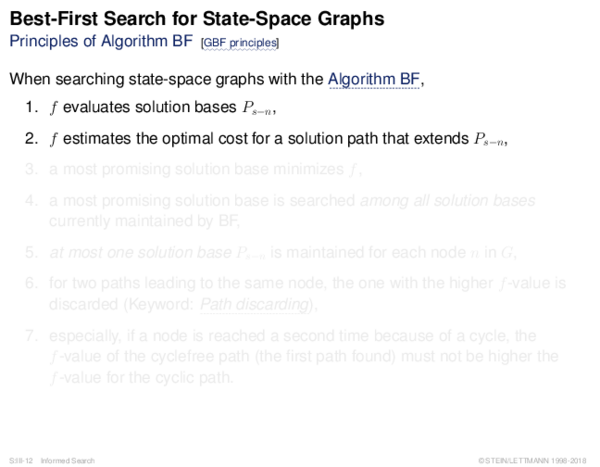 Best-First Search for State-Space Graphs
Principles of Algorithm BF [GBF principles]
When searching state-space graphs with the Algorithm BF,
1. f evaluates solution bases Ps−n,
2. f estimates the optimal cost for a solution path that extends Ps−n,
3. a most promising solution base minimizes f,
4. a most promising solution base is searched among all solution bases
currently maintained by BF,
5. at most one solution base Ps−n is maintained for each node n in G,
6. for two paths leading to the same node, the one with the higher f-value is
discarded (Keyword: Path discarding),
7. especially, if a node is reached a second time because of a cycle, the
f-value of the cyclefree path (the first path found) must not be higher the
f-value for the cyclic path.
S:III-12 Informed Search
©STEIN/LETTMANN 1998-2018